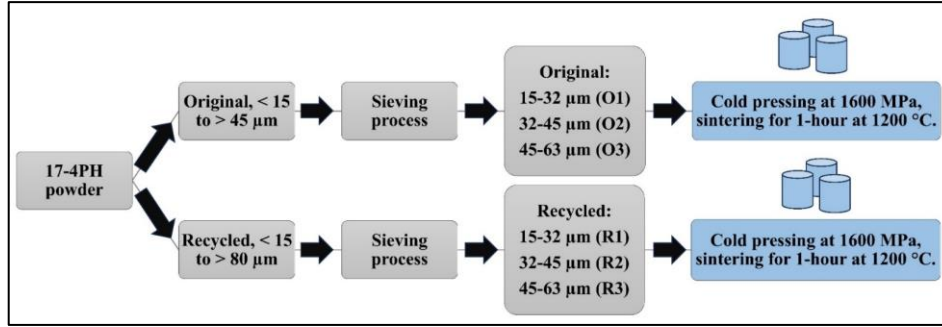 17-4PH
powder
Original, < 15
to > 45 µm
Sieving
process
Original:
15-32 µm (O1)
32-45 µm (O2)
45-63 µm (O3)
Cold pressing at 1600 MPa,
sintering for 1-hour at 1200 °C.
Recycled, < 15
to > 80 µm
Sieving
process
Recycled:
15-32 µm (R1)
32-45 µm (R2)
45-63 µm (R3)
Cold pressing at 1600 MPa,
sintering for 1-hour at 1200 °C.